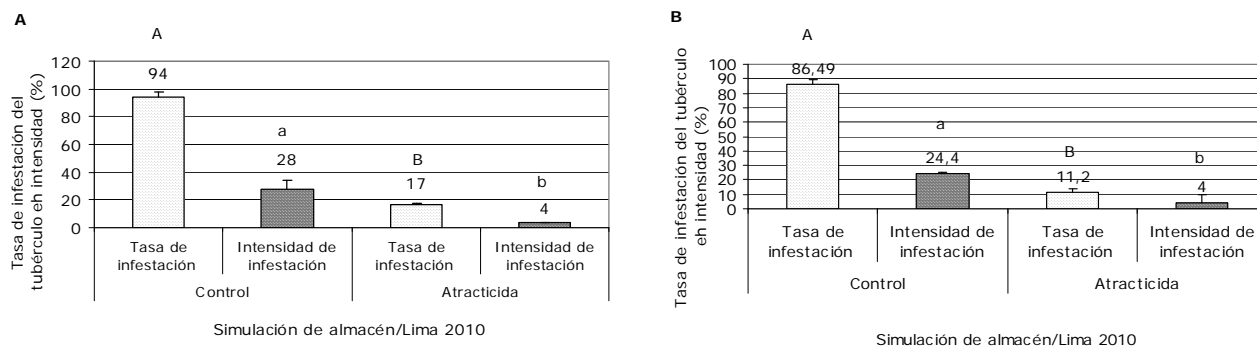 A
A
Tasa de infestación del
tubérculo eh intensidad (%)
120
100
80
60
40
20
0
94
a
28
B
17
b
4
Tasa de
infestación
Intensidad de
infestación
Tasa de
infestación
Intensidad de
infestación
Control
Atracticida
Simulación de almacén/Lima 2010
B
A
Tasa de infestación del tubérculo
eh intensidad (%)
100
90
80
70
60
50
40
30
20
10
0
86,49
a
24,4
B
11,2
b
4
Tasa de
infestación
Intensidad de
infestación
Tasa de
infestación
Intensidad de
infestación
Control
Atracticida
Simulación de almacén/Lima 2010